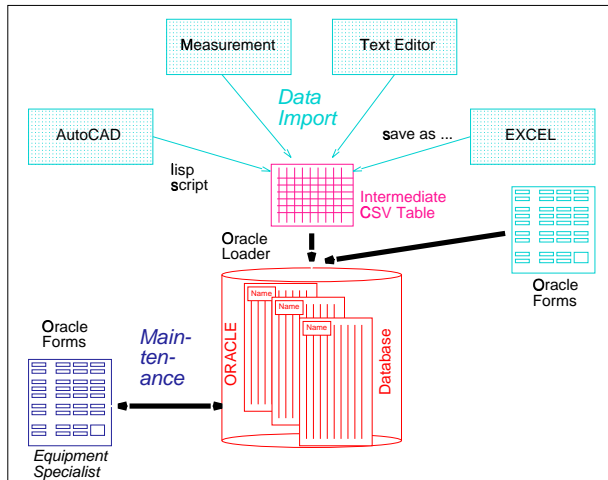 Measurement
Text Editor
Data
Import
AutoCAD
save as ...
EXCEL
lisp
script
Intermediate
CSV Table
Oracle
Loader
Oracle
Forms
Name
Name
Name
ORACLE
Database
Oracle
Forms
Main-
ten-
ance
Equipment
Specialist